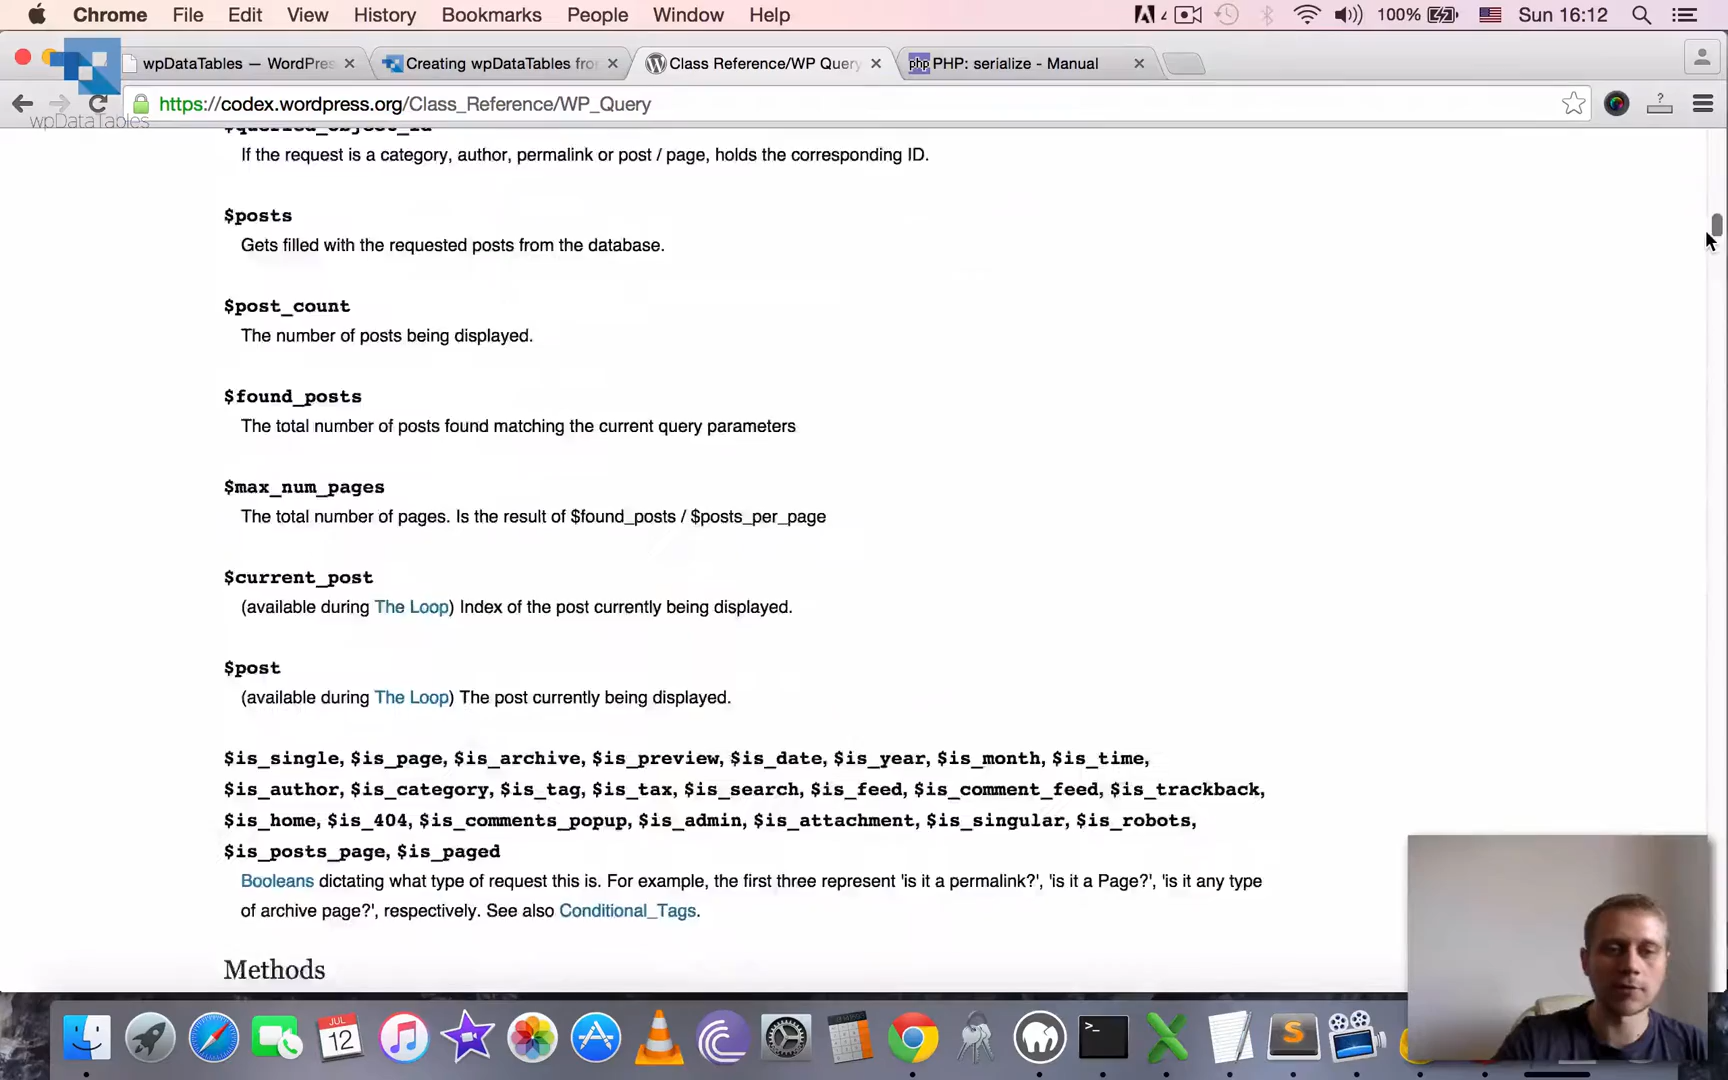 Chrome File Edit View History Bookmarks People Window Help 4 100% Sun 16:12
wpDataTables — WordPres Creating wpDataTables fro Class Reference/WP Query php PHP: serialize - Manual
https://codex.wordpress.org/Class_Reference/WP_Query ?
wpDataTables
$queried_object_id
If the request is a category, author, permalink or post / page, holds the corresponding ID.
$posts
Gets filled with the requested posts from the database.
$post_count
The number of posts being displayed.
$found_posts
The total number of posts found matching the current query parameters
$max_num_pages
The total number of pages. Is the result of $found_posts / $posts_per_page
$current_post
(available during The Loop) Index of the post currently being displayed.
$post
(available during The Loop) The post currently being displayed.
$is_single, $is_page, $is_archive, $is_preview, $is_date, $is_year, $is_month, $is_time,
$is_author, $is_category, $is_tag, $is_tax, $is_search, $is_feed, $is_comment_feed, $is_trackback,
$is_home, $is_404, $is_comments_popup, $is_admin, $is_attachment, $is_singular, $is_robots,
$is_posts_page, $is_paged
Booleans dictating what type of request this is. For example, the first three represent 'is it a permalink?', 'is it a Page?', 'is it any type
of archive page?', respectively. See also Conditional_Tags.
Methods
JUL
12